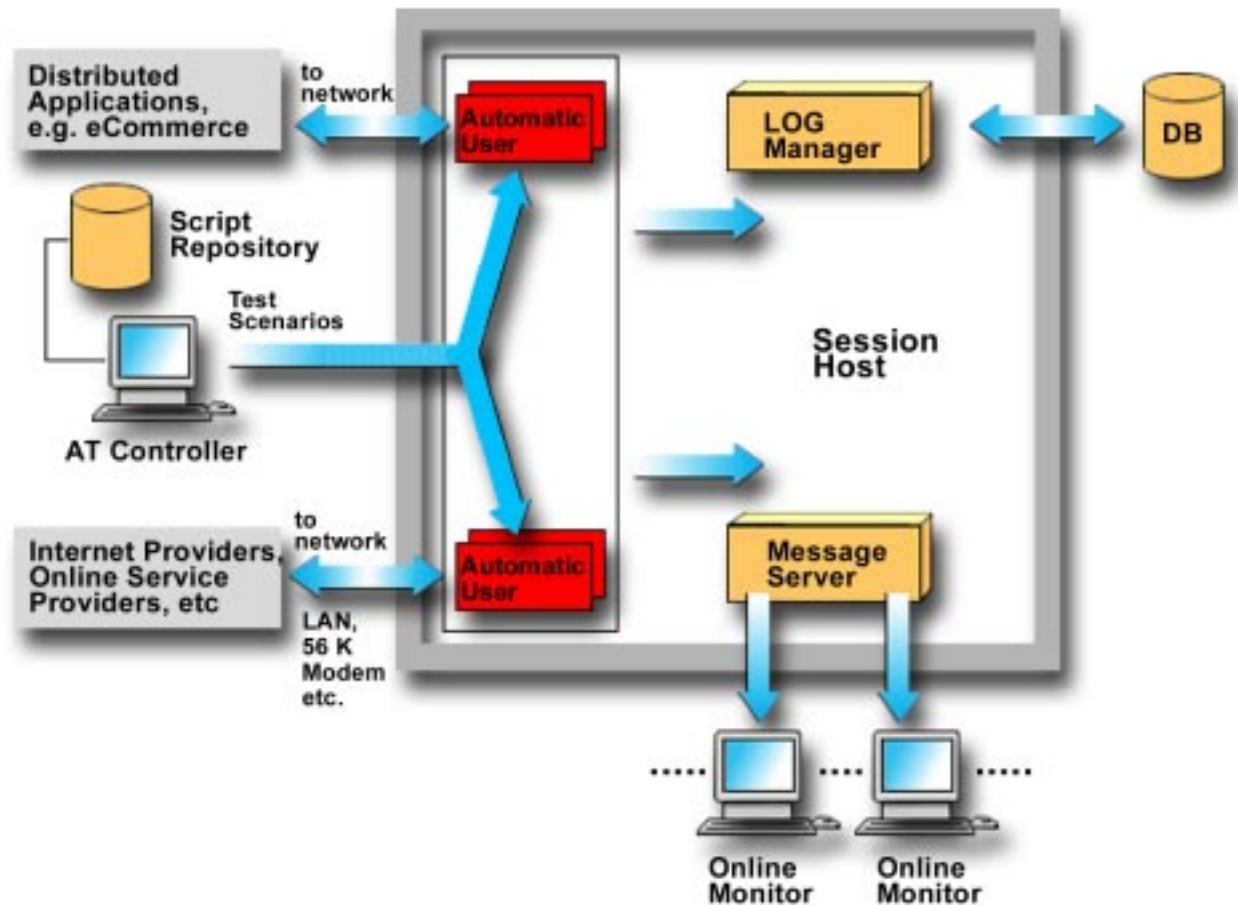 Distributed
Applications,
e.g. eCommerce
to
network
Automatic
User
LOG
Manager
DB
Script
Repository
Test
Scenarios
Session
Host
AT Controller
Internet Providers,
Online Service
Providers, etc
to
network
LAN,
56 K
Modem
etc.
Automatic
User
Message
Server
Online
Monitor
Online
Monitor